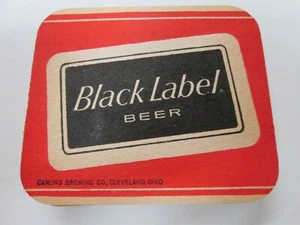 Black Label
BEER
CARLING BREWING CO., CLEVELAND, OHIO